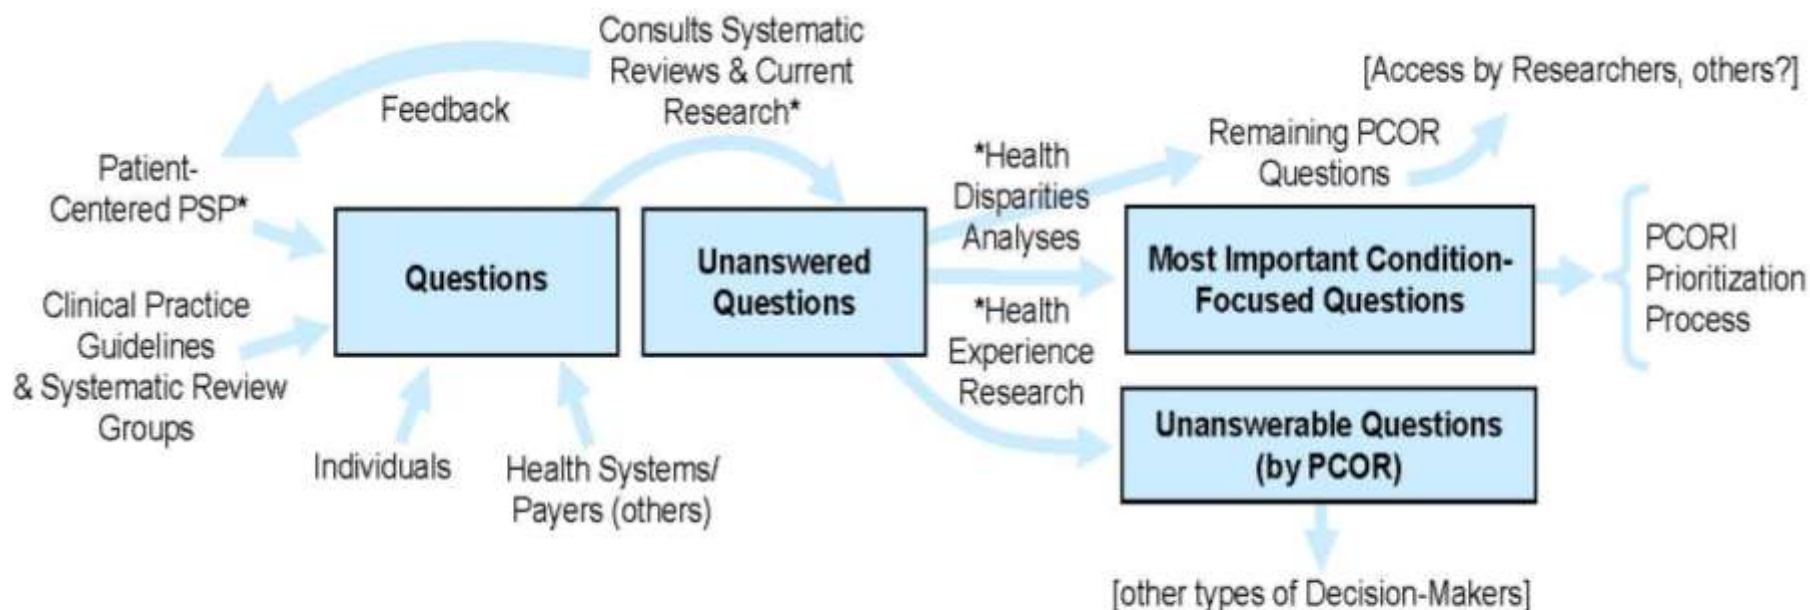 Consults Systematic
Reviews & Current
Research*
Feedback
Patient-
Centered PSP*
Clinical Practice
Guidelines
& Systematic Review
Groups
Individuals
Health Systems/
Payers (others)
Questions
Unanswered
Questions
*Health
Disparities
Analyses
*Health
Experience
Research
Remaining PCOR
Questions
[Access by Researchers, others?]
Most Important Condition-
Focused Questions
PCORI
Prioritization
Process
Unanswerable Questions
(by PCOR)
[other types of Decision-Makers]